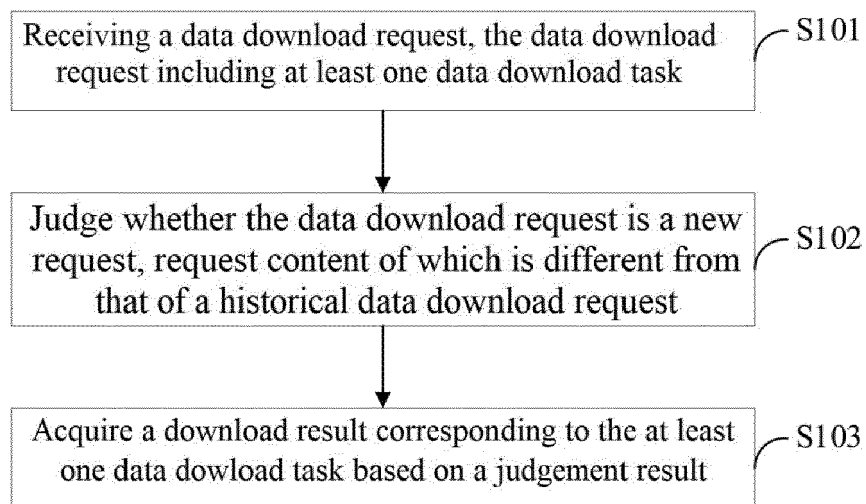 Receiving a data download request, the data download
request including at least one data download task
S101
Judge whether the data download request is a new
request, request content of which is different from
that of a historical data download request
S102
Acquire a download result corresponding to the at least
one data dowload task based on a judgement result
S103